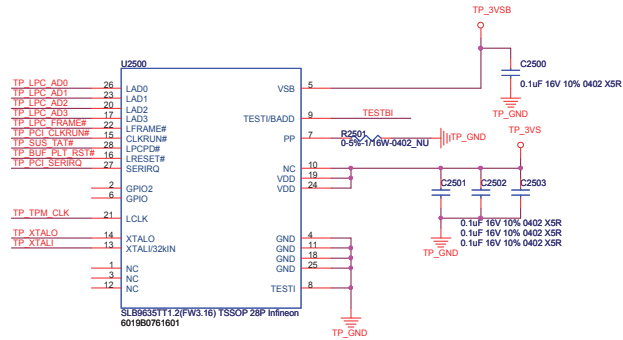 TP_3VSB
U2500
C2500
0.1uF 16V 10% 0402 X5R
TP_GND
TP_LPC_AD0 26 LAD0 VSB 5
TP_LPC_AD1 23 LAD1
TP_LPC_AD2 20 LAD2
TP_LPC_AD3 17 LAD3 TESTI/BADD 9 TESTBI
TP_LPC_FRAME# 22 LFRAME#
TP_PCI_CLKRUN# 15 CLKRUN# PP 7 R2501 TP_GND
0-5%-1/16W-0402_NU
TP_SUS_TAT# 28 LPCPD#
TP_BUF_PLT_RST# 16 LRESET#
TP_PCI_SERIRQ 27 SERIRQ
TP_3VS
NC 10
VDD 19
VDD 24
2 GPIO2
6 GPIO
C2501 C2502 C2503
TP_TPM_CLK 21 LCLK
0.1uF 16V 10% 0402 X5R
0.1uF 16V 10% 0402 X5R
0.1uF 16V 10% 0402 X5R
TP_GND
TP_XTALO 14 XTALO GND 4
TP_XTALI 13 XTALI/32kIN GND 11
GND 18
1 NC GND 25
3 NC
12 NC TESTI 8
SLB9635TT1.2(FW3.16) TSSOP 28P Infineon
6019B0761601
TP_GND